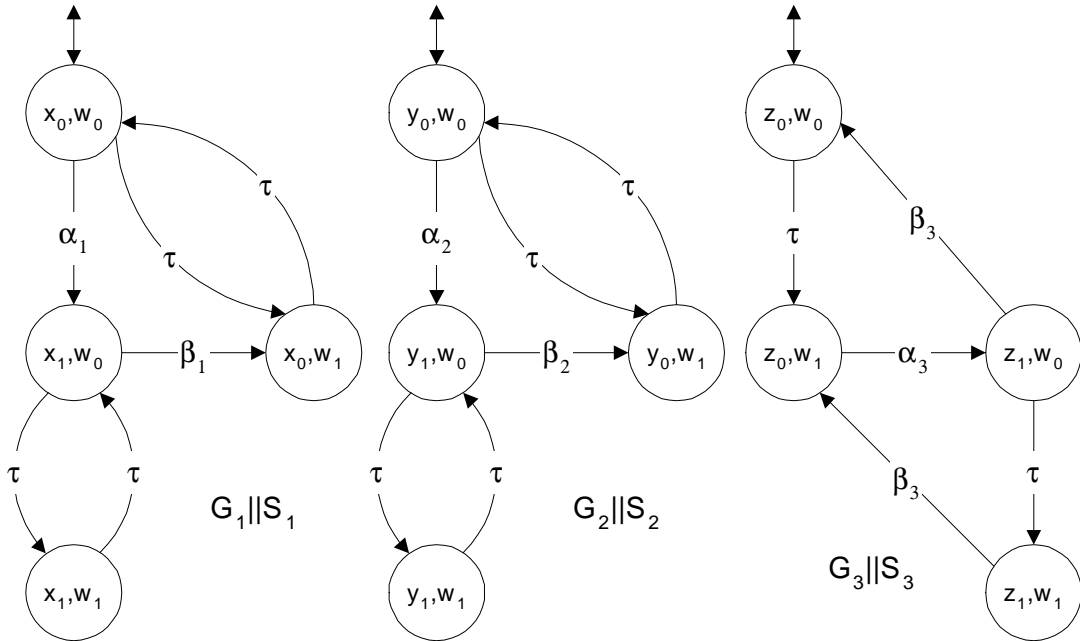 x₀,w₀
α₁
τ
τ
x₁,w₀
β₁
x₀,w₁
τ
τ
x₁,w₁
G₁||S₁
y₀,w₀
α₂
τ
τ
y₁,w₀
β₂
y₀,w₁
τ
τ
y₁,w₁
G₂||S₂
z₀,w₀
τ
β₃
z₀,w₁
α₃
z₁,w₀
β₃
τ
z₁,w₁
G₃||S₃